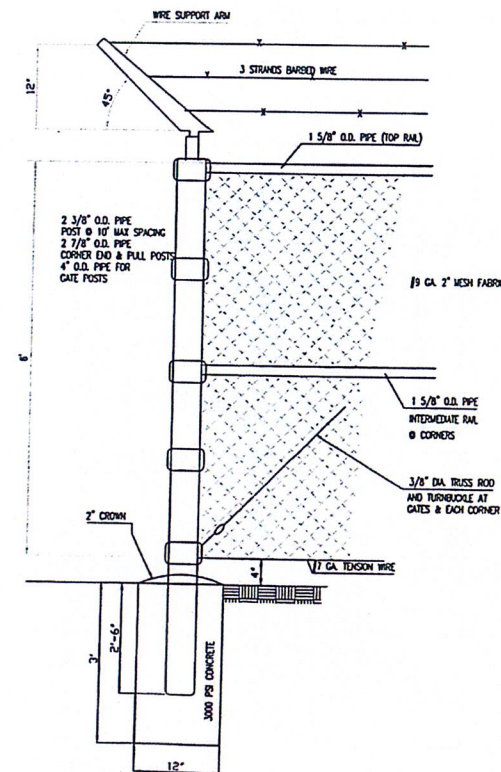 WIRE SUPPORT ARM
12"
45°
3 STRANDS BARBED WIRE
1 5/8" O.D. PIPE (TOP RAIL)
2 3/8" O.D. PIPE
POST @ 10' MAX SPACING
2 7/8" O.D. PIPE
CORNER END & PULL POSTS
4" O.D. PIPE FOR
GATE POSTS
#9 GA. 2" MESH FABRI
6'
1 5/8" O.D. PIPE
INTERMEDIATE RAIL
@ CORNERS
3/8" DIA. TRUSS ROD
AND TURNBUCKLE AT
GATES & EACH CORNER
2" CROWN
4"
#7 GA. TENSION WIRE
2'-6"
3'
3000 PSI CONCRETE
12"